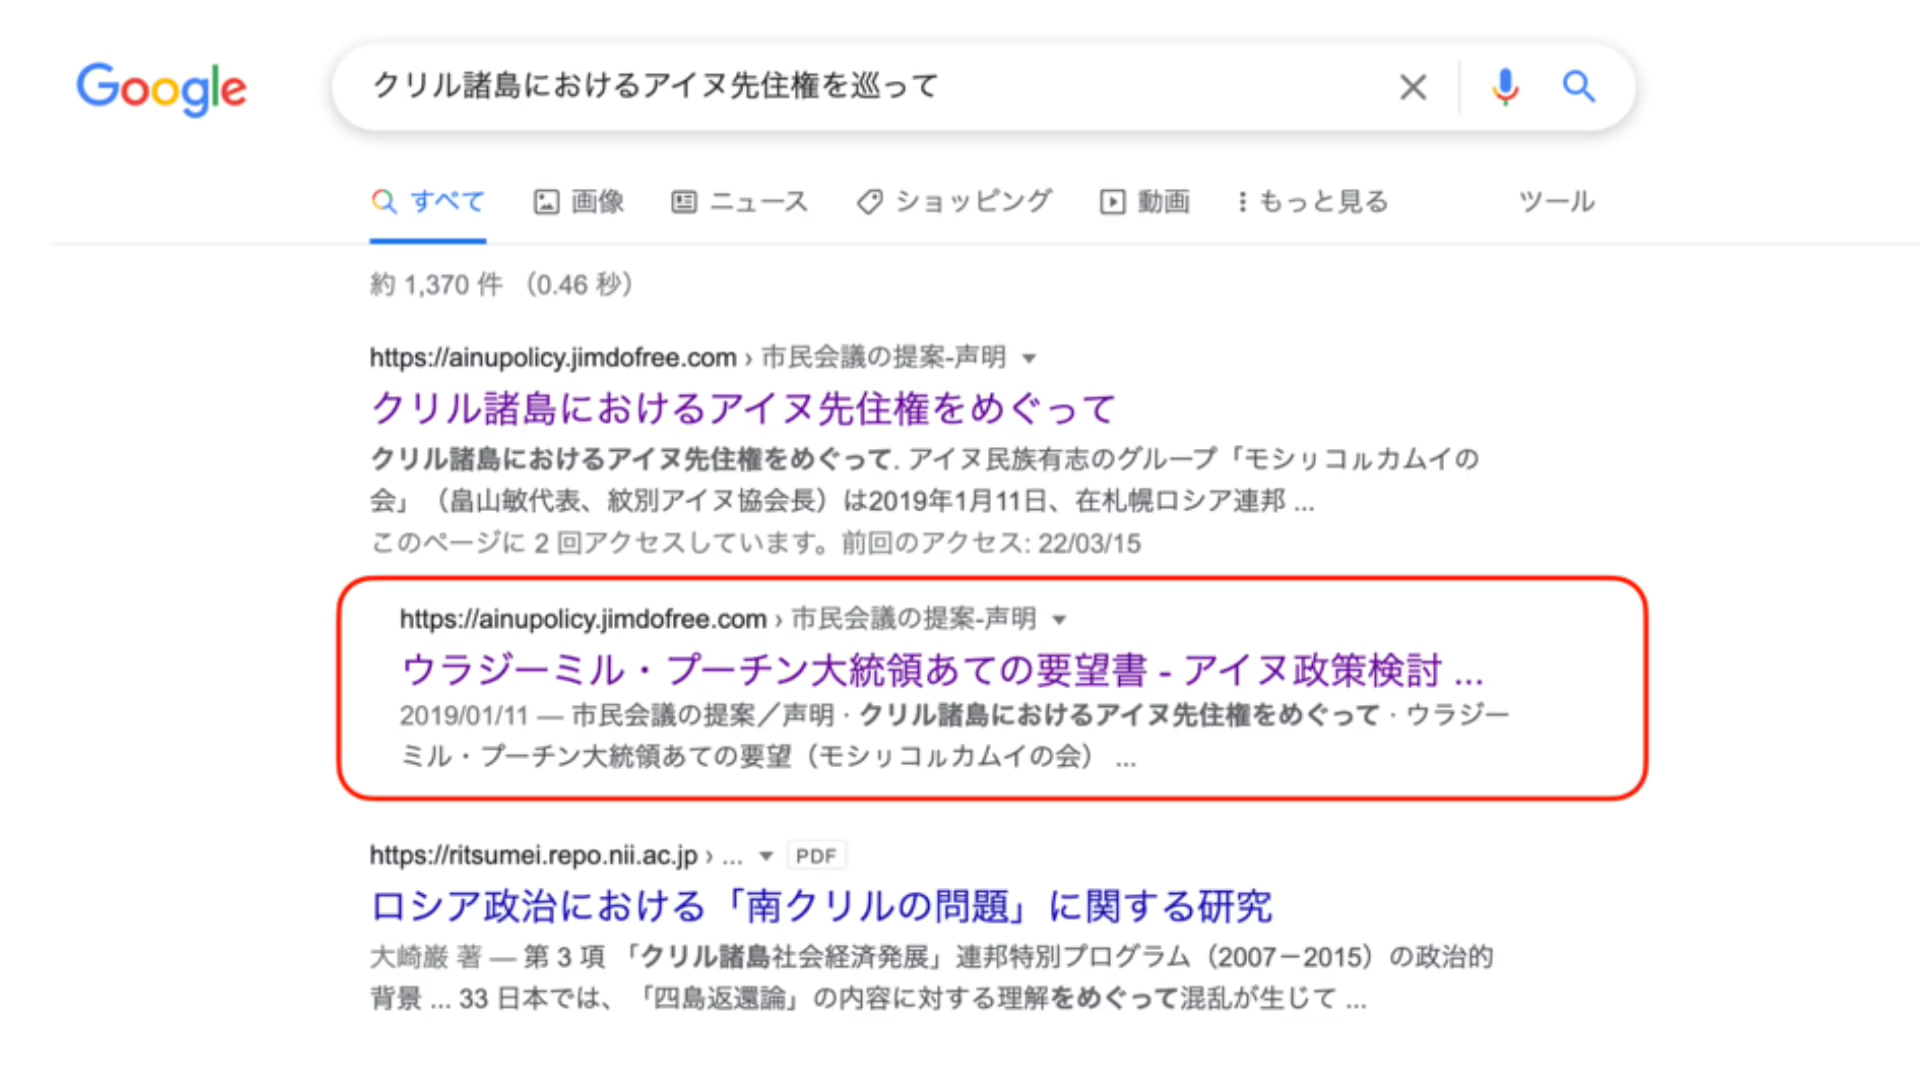 Google
クリル諸島におけるアイヌ先住権を巡って
すべて 画像 ニュース ショッピング 動画 もっと見る ツール
約 1,370 件 （0.46 秒）
https://ainupolicy.jimdofree.com › 市民会議の提案-声明
クリル諸島におけるアイヌ先住権をめぐって
クリル諸島におけるアイヌ先住権をめぐって. アイヌ民族有志のグループ「モシㇼコㇽカムイの
会」（畠山敏代表、紋別アイヌ協会長）は2019年1月11日、在札幌ロシア連邦 ...
このページに 2 回アクセスしています。前回のアクセス: 22/03/15
https://ainupolicy.jimdofree.com › 市民会議の提案-声明
ウラジーミル・プーチン大統領あての要望書 - アイヌ政策検討 ...
2019/01/11 — 市民会議の提案／声明 · クリル諸島におけるアイヌ先住権をめぐって · ウラジー
ミル・プーチン大統領あての要望（モシㇼコㇽカムイの会） ...
https://ritsumei.repo.nii.ac.jp › ... PDF
ロシア政治における「南クリルの問題」に関する研究
大崎巌 著 — 第 3 項 「クリル諸島社会経済発展」連邦特別プログラム（2007－2015）の政治的
背景 ... 33 日本では、「四島返還論」の内容に対する理解をめぐって混乱が生じて ...